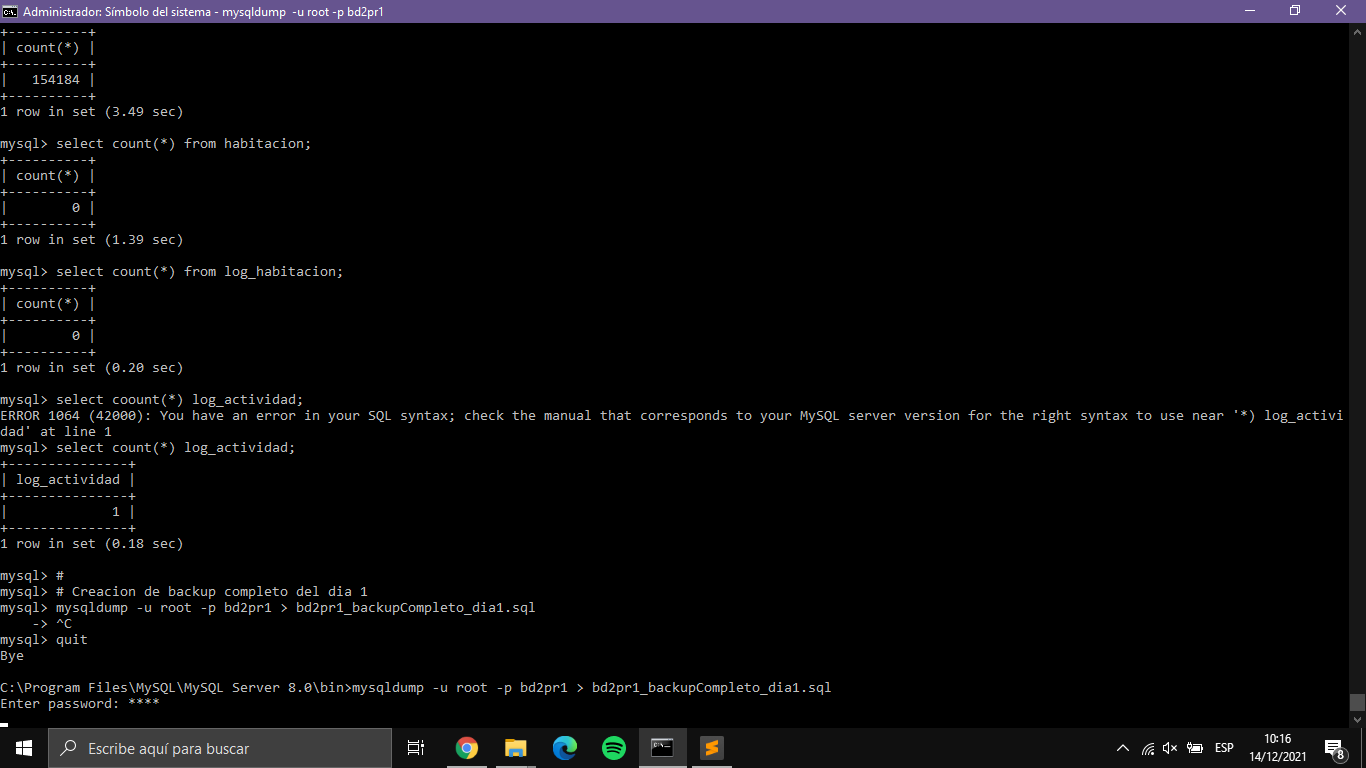 Administrador: Símbolo del sistema - mysqldump  -u root -p bd2pr1
+----------+
| count(*) |
+----------+
|   154184 |
+----------+
1 row in set (3.49 sec)
mysql> select count(*) from habitacion;
+----------+
| count(*) |
+----------+
|        0 |
+----------+
1 row in set (1.39 sec)
mysql> select count(*) from log_habitacion;
+----------+
| count(*) |
+----------+
|        0 |
+----------+
1 row in set (0.20 sec)
mysql> select coount(*) log_actividad;
ERROR 1064 (42000): You have an error in your SQL syntax; check the manual that corresponds to your MySQL server version for the right syntax to use near '*) log_activi
dad' at line 1
mysql> select count(*) log_actividad;
+---------------+
| log_actividad |
+---------------+
|             1 |
+---------------+
1 row in set (0.18 sec)
mysql> #
mysql> # Creacion de backup completo del dia 1
mysql> mysqldump -u root -p bd2pr1 > bd2pr1_backupCompleto_dia1.sql
    -> ^C
mysql> quit
Bye
C:\Program Files\MySQL\MySQL Server 8.0\bin>mysqldump -u root -p bd2pr1 > bd2pr1_backupCompleto_dia1.sql
Enter password: ****
Escribe aquí para buscar
ESP
10:16
14/12/2021
8